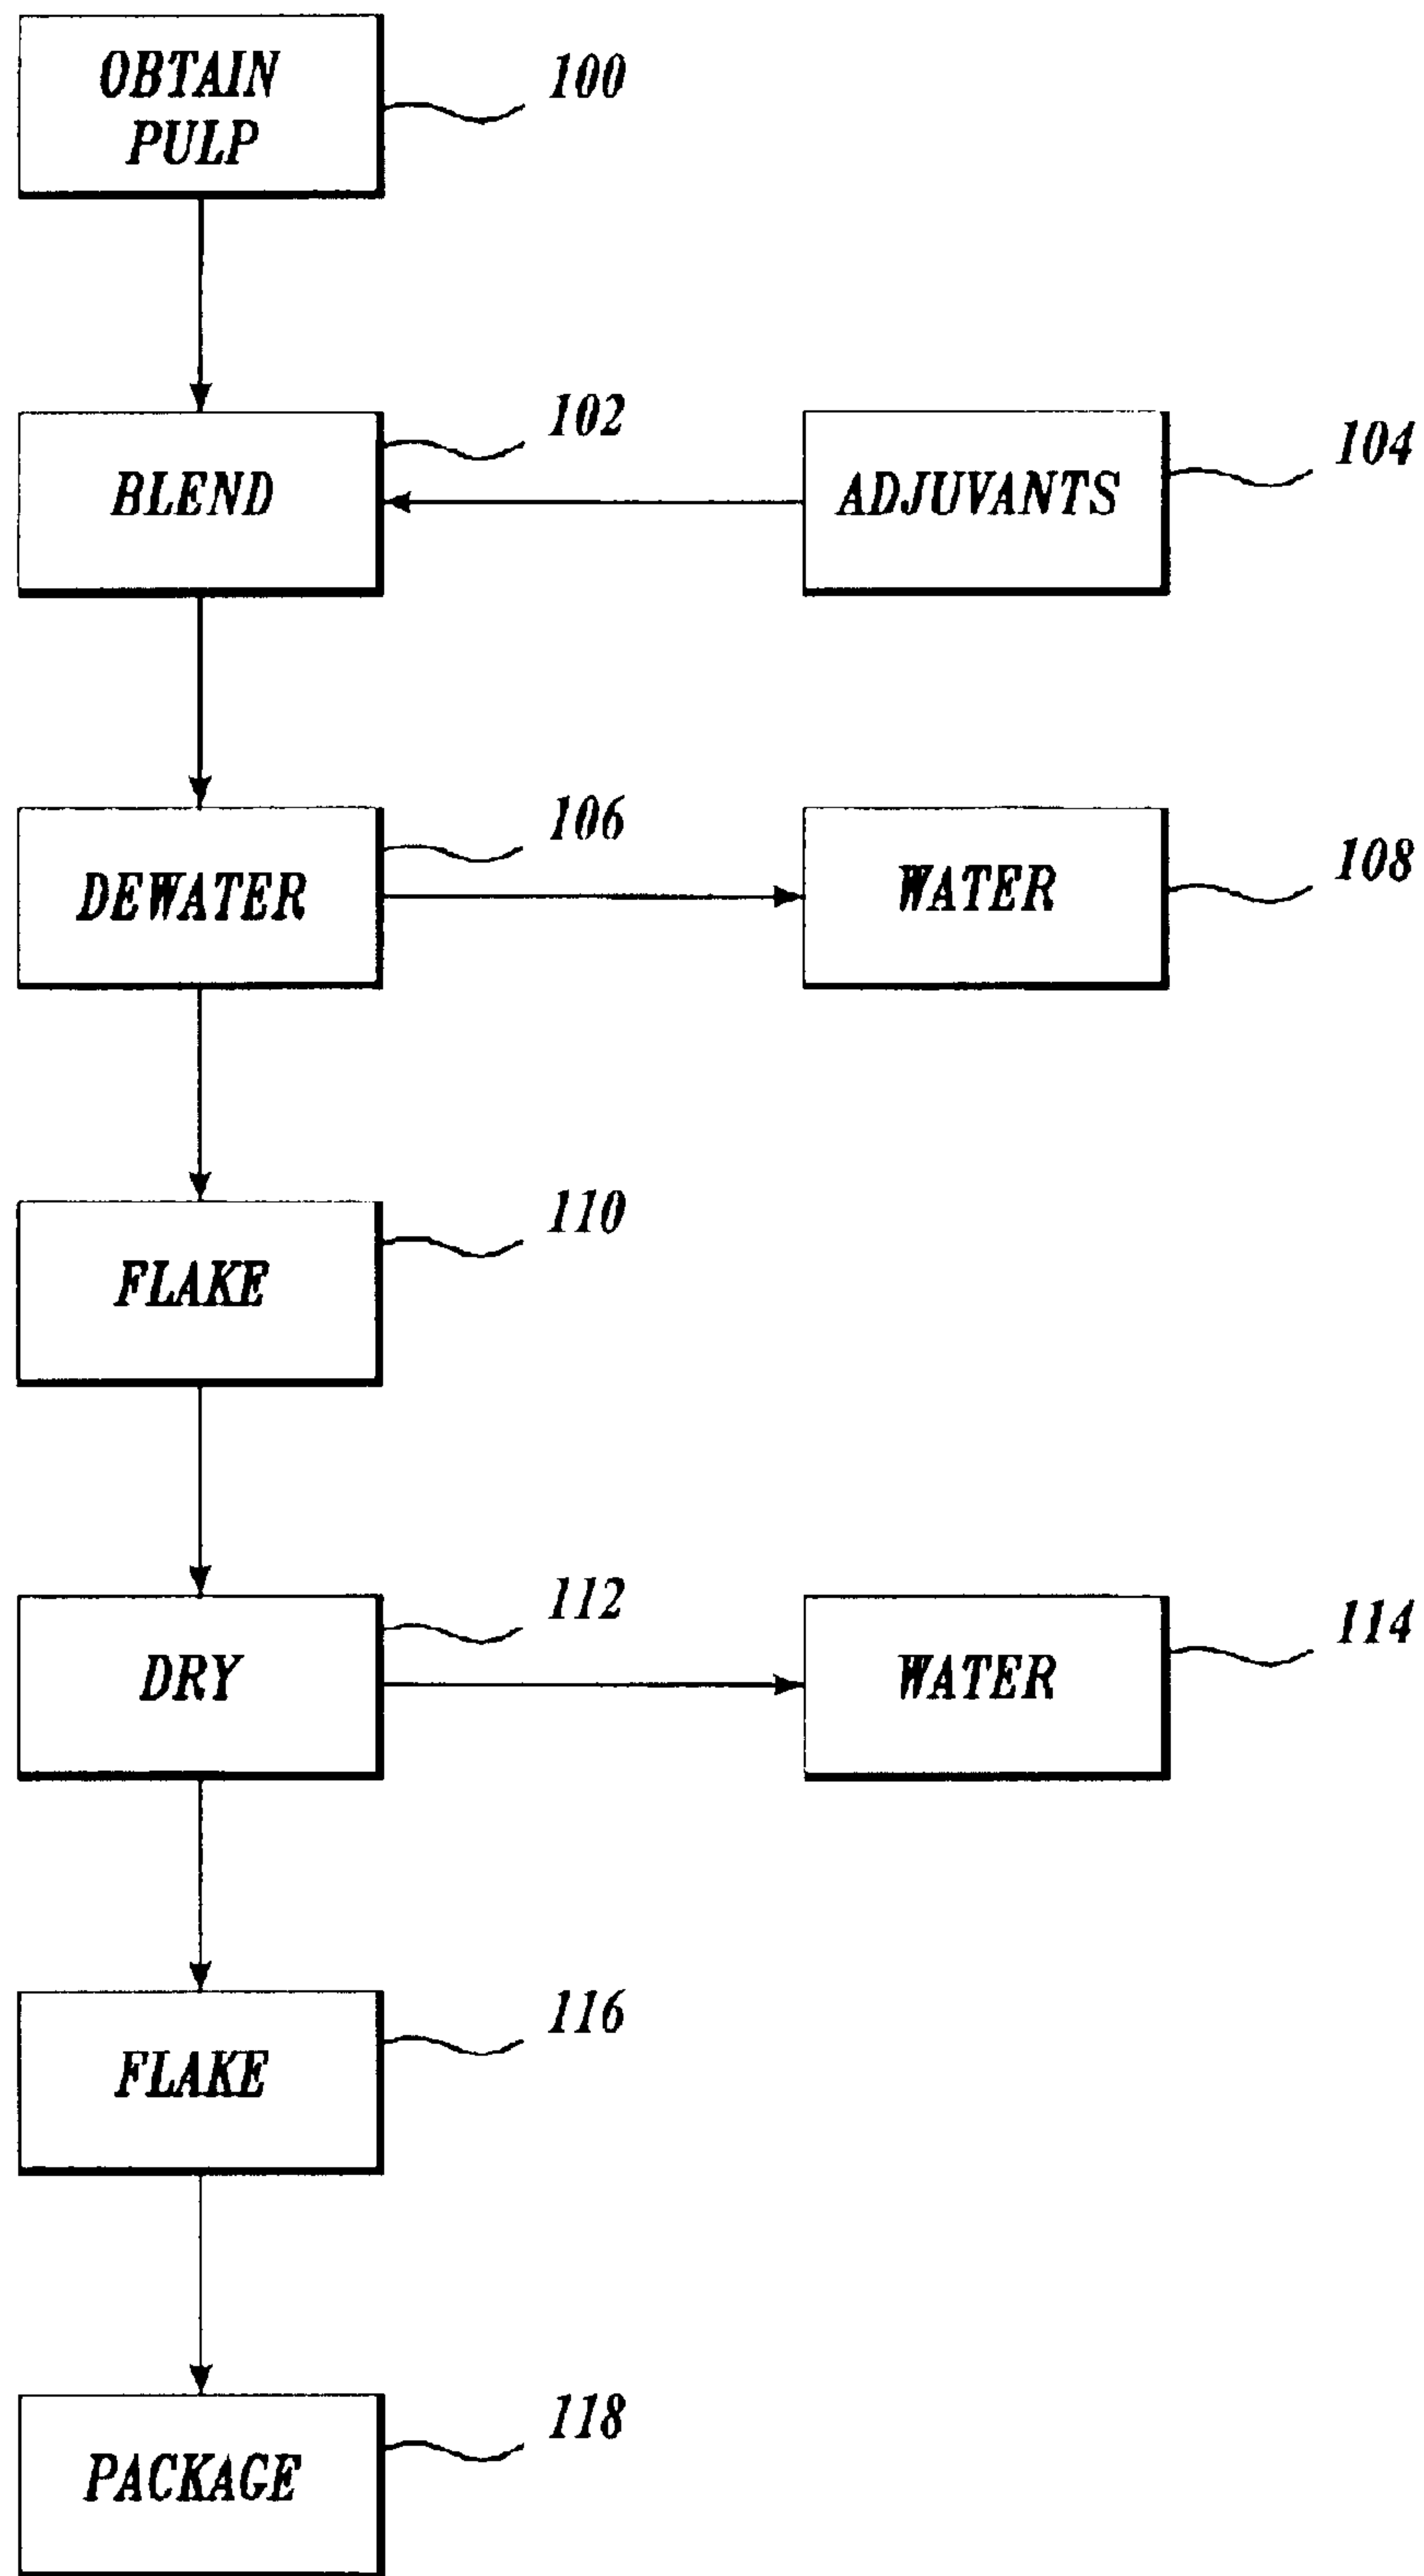 OBTAIN
PULP
100
BLEND
102
ADJUVANTS
104
DEWATER
106
WATER
108
FLAKE
110
DRY
112
WATER
114
FLAKE
116
PACKAGE
118